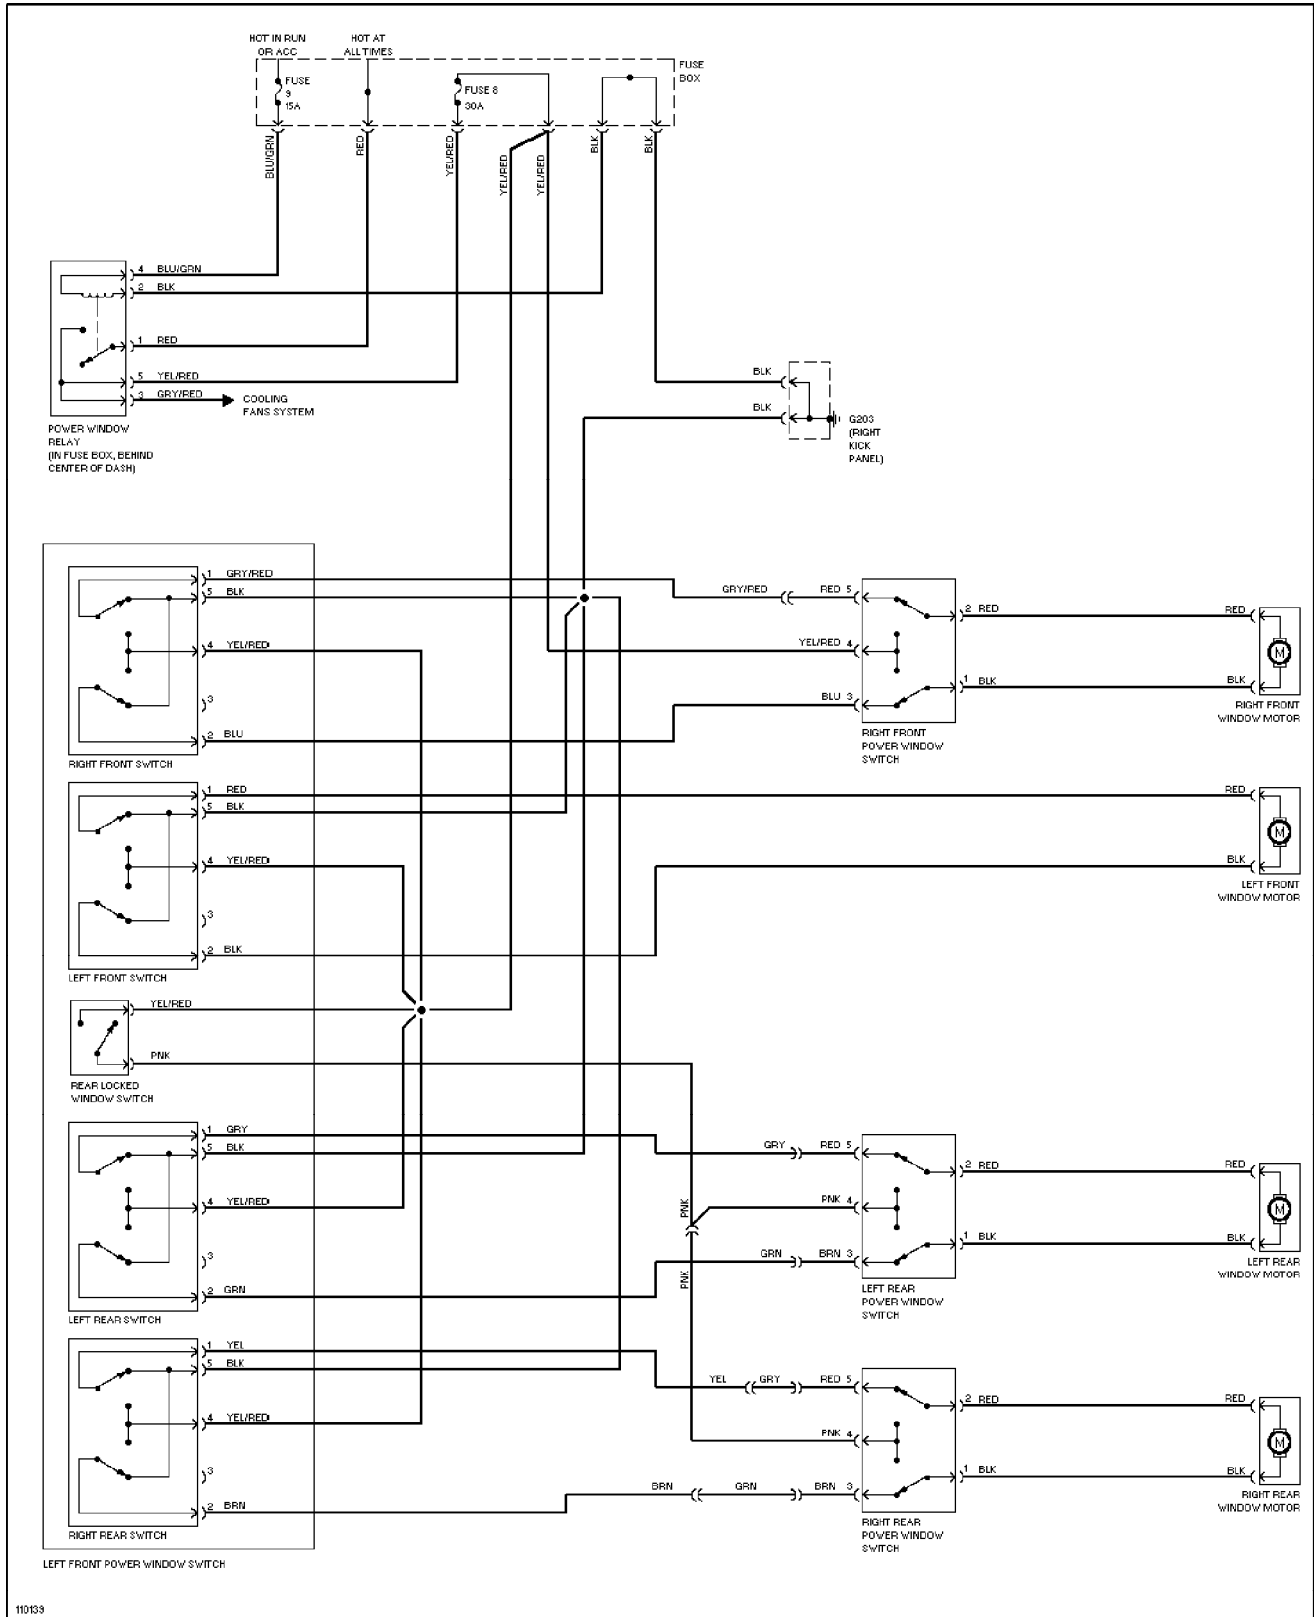 HOT IN RUN
OR ACC
HOT AT
ALL TIMES
FUSE
BOX
FUSE
9
15A
FUSE 8
30A
BLU/GRN
RED
YEL/RED
YEL/RED
YEL/RED
BLK
BLK
4 BLU/GRN
2 BLK
1 RED
5 YEL/RED
3 GRY/RED
COOLING
FANS SYSTEM
POWER WINDOW
RELAY
(IN FUSE BOX, BEHIND
CENTER OF DASH)
BLK
BLK
G203
(RIGHT
KICK
PANEL)
1 GRY/RED
5 BLK
4 YEL/RED
3
2 BLU
RIGHT FRONT SWITCH
GRY/RED
RED 5
YEL/RED 4
BLU 3
2 RED
1 BLK
RIGHT FRONT
POWER WINDOW
SWITCH
RED
M
BLK
RIGHT FRONT
WINDOW MOTOR
1 RED
5 BLK
4 YEL/RED
3
2 BLK
LEFT FRONT SWITCH
RED
M
BLK
LEFT FRONT
WINDOW MOTOR
YEL/RED
PNK
REAR LOCKED
WINDOW SWITCH
1 GRY
5 BLK
4 YEL/RED
3
2 GRN
LEFT REAR SWITCH
PNK
PNK
GRY
RED 5
PNK 4
GRN
BRN 3
2 RED
1 BLK
LEFT REAR
POWER WINDOW
SWITCH
RED
M
BLK
LEFT REAR
WINDOW MOTOR
1 YEL
5 BLK
4 YEL/RED
3
2 BRN
RIGHT REAR SWITCH
YEL
GRY
RED 5
PNK 4
BRN
GRN
BRN 3
2 RED
1 BLK
RIGHT REAR
POWER WINDOW
SWITCH
RED
M
BLK
RIGHT REAR
WINDOW MOTOR
LEFT FRONT POWER WINDOW SWITCH
110139